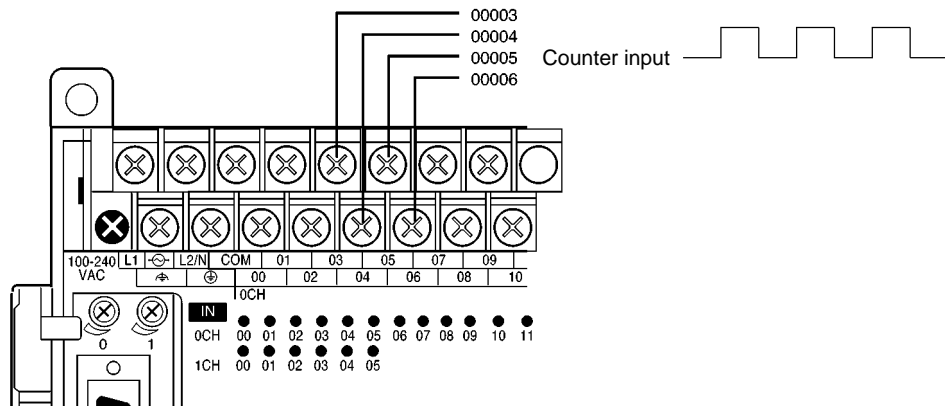 00003
00004
00005
00006
Counter input
100-240 VAC
L1 L2/N COM 01 03 05 07 09
00 02 04 06 08 10
0CH
IN
0CH 00 01 02 03 04 05 06 07 08 09 10 11
1CH 00 01 02 03 04 05
0 1